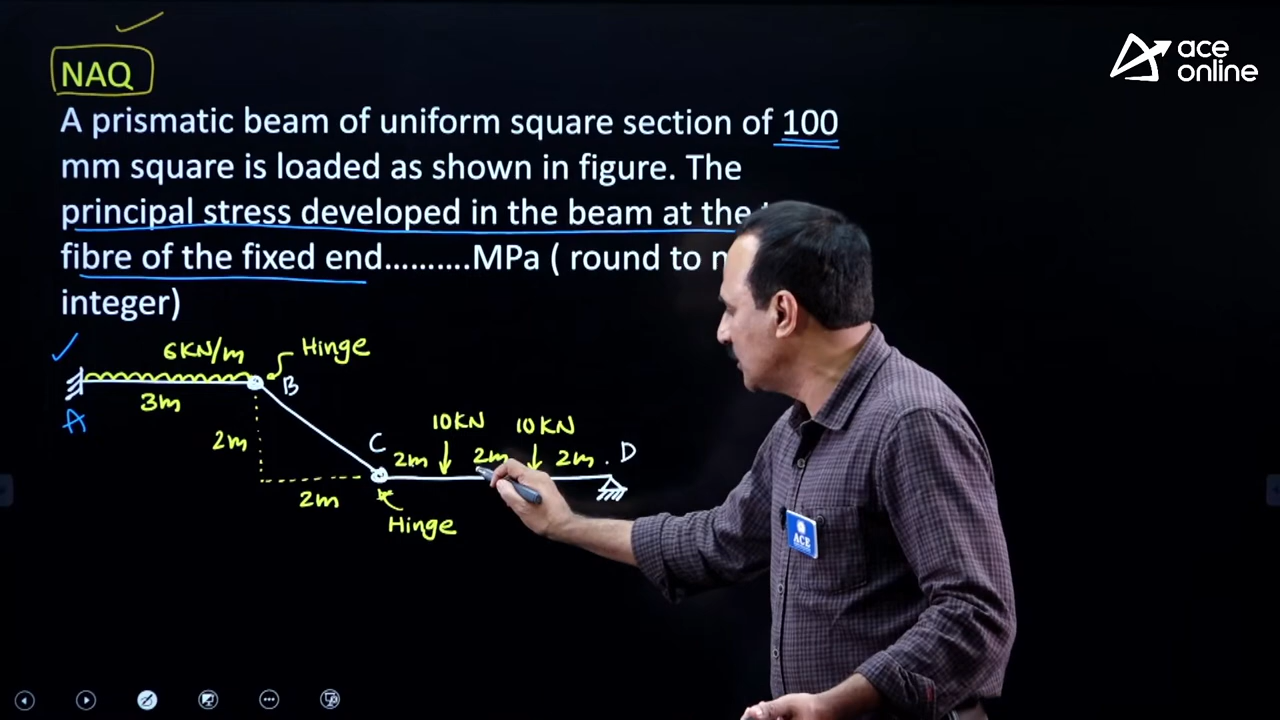 ace
online
NAQ
A prismatic beam of uniform square section of 100
mm square is loaded as shown in figure. The
principal stress developed in the beam at the
fibre of the fixed end..........MPa ( round to
integer)
6KN/m
Hinge
B
3m
A
2m
C
10KN
10KN
2m
2m
2m
D
2m
Hinge
ACE